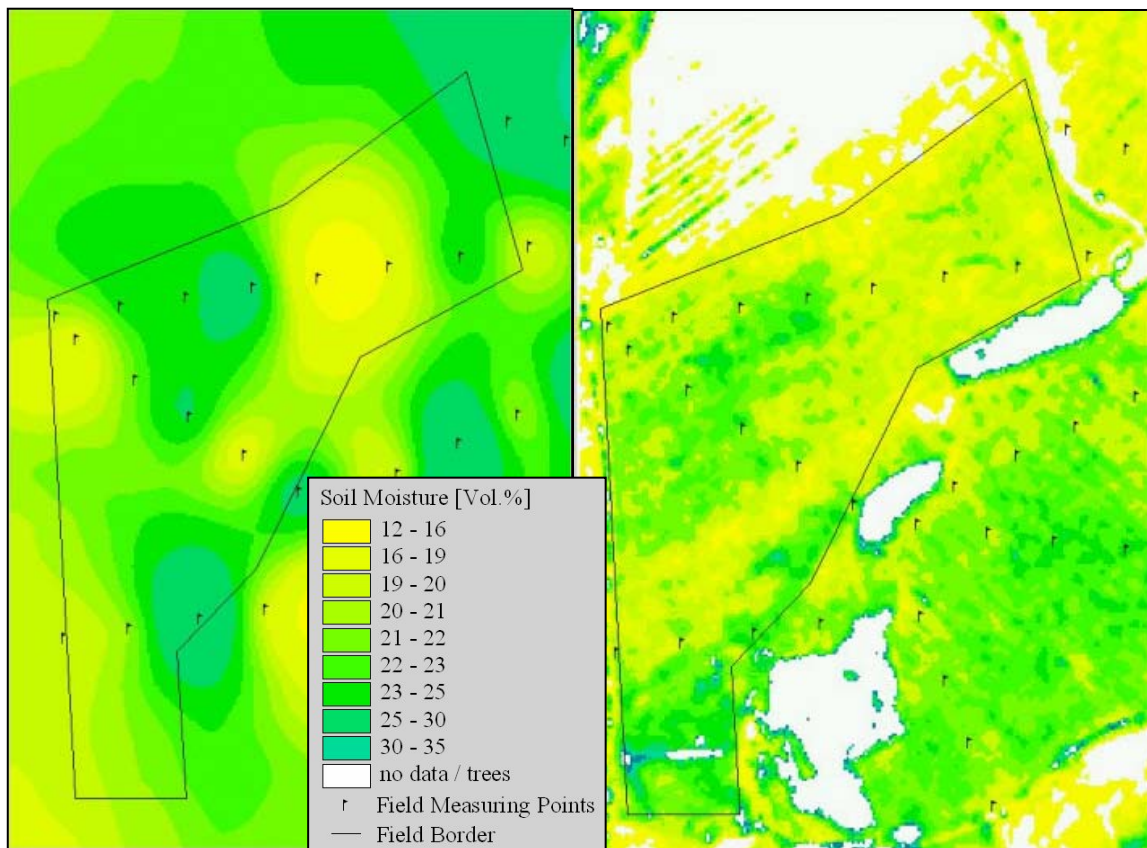 Soil Moisture [Vol.%]
12 - 16
16 - 19
19 - 20
20 - 21
21 - 22
22 - 23
23 - 25
25 - 30
30 - 35
no data / trees
Field Measuring Points
Field Border